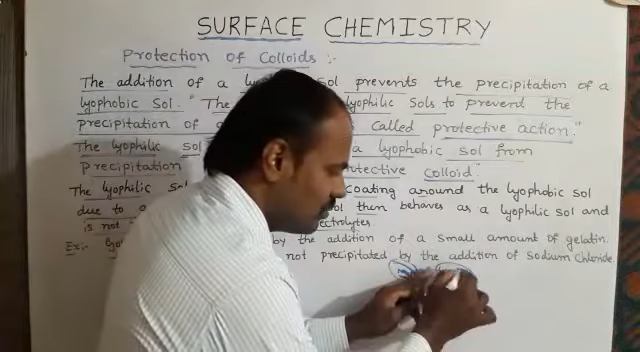 SURFACE CHEMISTRY
Protection of Colloids :-
The addition of a sol prevents the precipitation of a
lyophobic sol." The lyophilic sols to prevent the
precipitation of called protective action."
The lyophilic sol a lyophobic sol from
Precipitation colloid"
The lyophilic coating around the lyophobic sol
due to sol then behaves as a lyophilic sol and
is not
Ex:- by the addition of a small amount of gelatin.
not precipitated by the addition of Sodium Chloride.